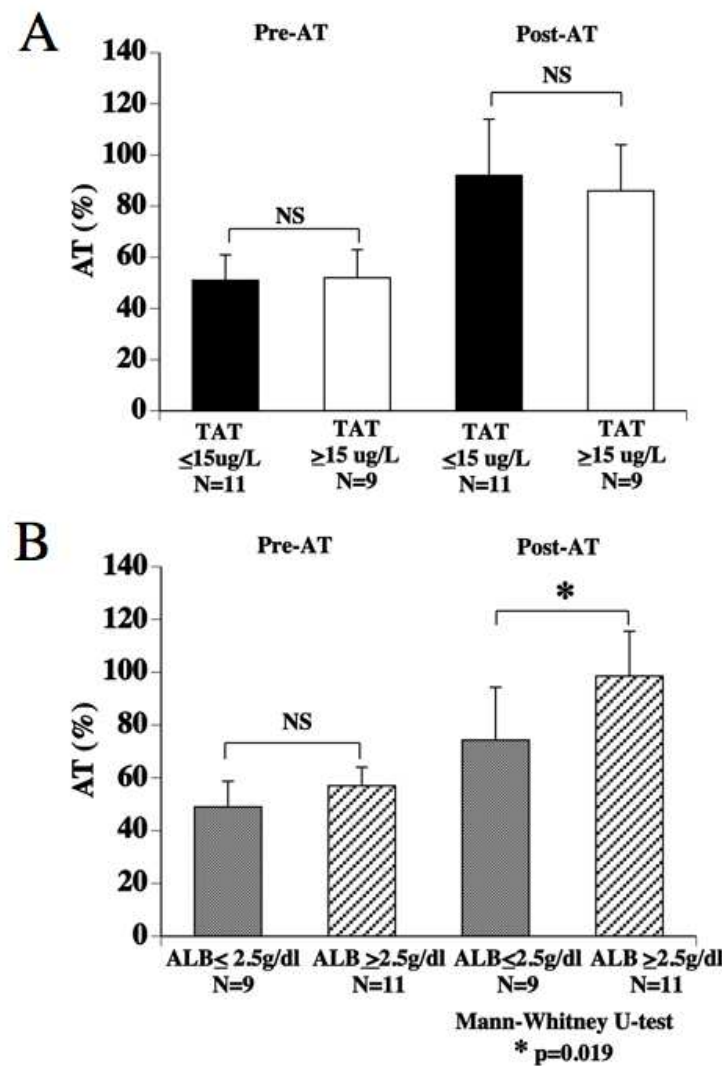 A
Pre-AT
Post-AT
140
120
100
80
60
40
20
0
AT (%)
NS
NS
TAT
≤15ug/L
N=11
TAT
≥15 ug/L
N=9
TAT
≤15 ug/L
N=11
TAT
≥15 ug/L
N=9
B
Pre-AT
Post-AT
140
120
100
80
60
40
20
0
AT (%)
NS
*
ALB≤ 2.5g/dl
N=9
ALB ≥2.5g/dl
N=11
ALB≤2.5g/dl
N=9
ALB ≥2.5g/dl
N=11
Mann-Whitney U-test
* p=0.019